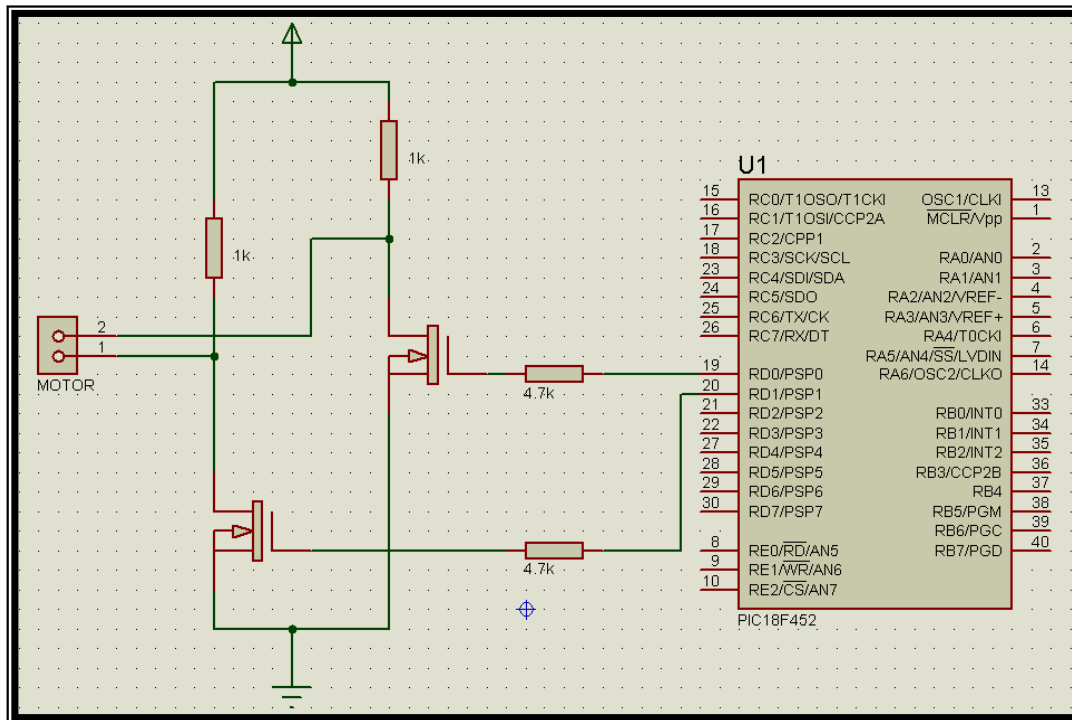 1k
1k
2
1
MOTOR
4.7k
4.7k
U1
15 RC0/T1OSO/T1CKI OSC1/CLKI 13
16 RC1/T1OSI/CCP2A MCLR/Vpp 1
17 RC2/CPP1
18 RC3/SCK/SCL RA0/AN0 2
23 RC4/SDI/SDA RA1/AN1 3
24 RC5/SDO RA2/AN2/VREF- 4
25 RC6/TX/CK RA3/AN3/VREF+ 5
26 RC7/RX/DT RA4/T0CKI 6
RA5/AN4/SS/LVDIN 7
19 RD0/PSP0 RA6/OSC2/CLKO 14
20 RD1/PSP1
21 RD2/PSP2 RB0/INT0 33
22 RD3/PSP3 RB1/INT1 34
27 RD4/PSP4 RB2/INT2 35
28 RD5/PSP5 RB3/CCP2B 36
29 RD6/PSP6 RB4 37
30 RD7/PSP7 RB5/PGM 38
RB6/PGC 39
8 RE0/RD/AN5 RB7/PGD 40
9 RE1/WR/AN6
10 RE2/CS/AN7
PIC18F452